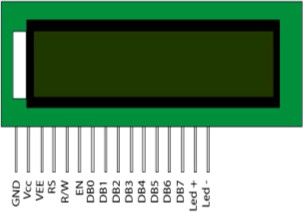 GND
Vcc
VEE
RS
R/W
EN
DB0
DB1
DB2
DB3
DB4
DB5
DB6
DB7
Led +
Led -